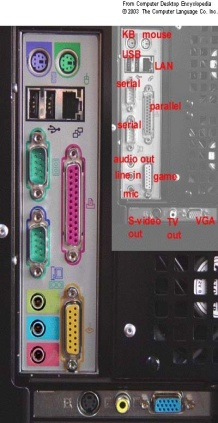 From Computer Desktop Encyclopedia
© 2003 The Computer Language Co. Inc.
KB mouse
USB
LAN
serial
parallel
serial
audio out
line in
game
mic
S-video
out
TV
out
VGA